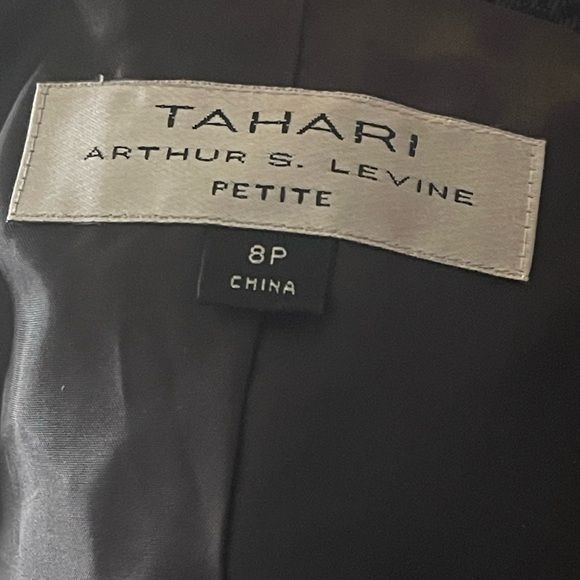 TAHARI
ARTHUR S. LEVINE
PETITE
8P
CHINA